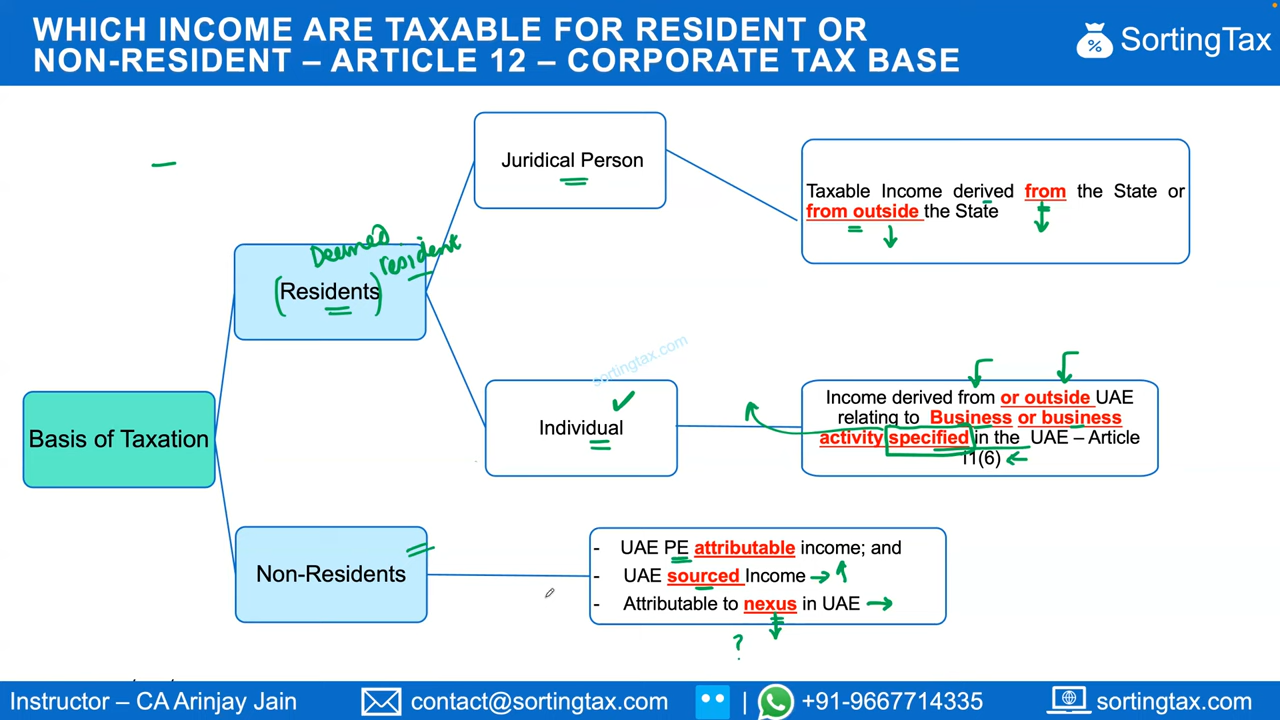 WHICH INCOME ARE TAXABLE FOR RESIDENT OR
NON-RESIDENT – ARTICLE 12 – CORPORATE TAX BASE
% SortingTax
Juridical Person
Taxable Income derived from the State or
from outside the State
Deemed
resident
(Residents)
sortingtax.com
Individual
Income derived from or outside UAE
relating to Business or business
activity specified in the UAE – Article
11(6)
Basis of Taxation
Non-Residents
- UAE PE attributable income; and
- UAE sourced Income
- Attributable to nexus in UAE
?
Instructor – CA Arinjay Jain
contact@sortingtax.com
| +91-9667714335
sortingtax.com